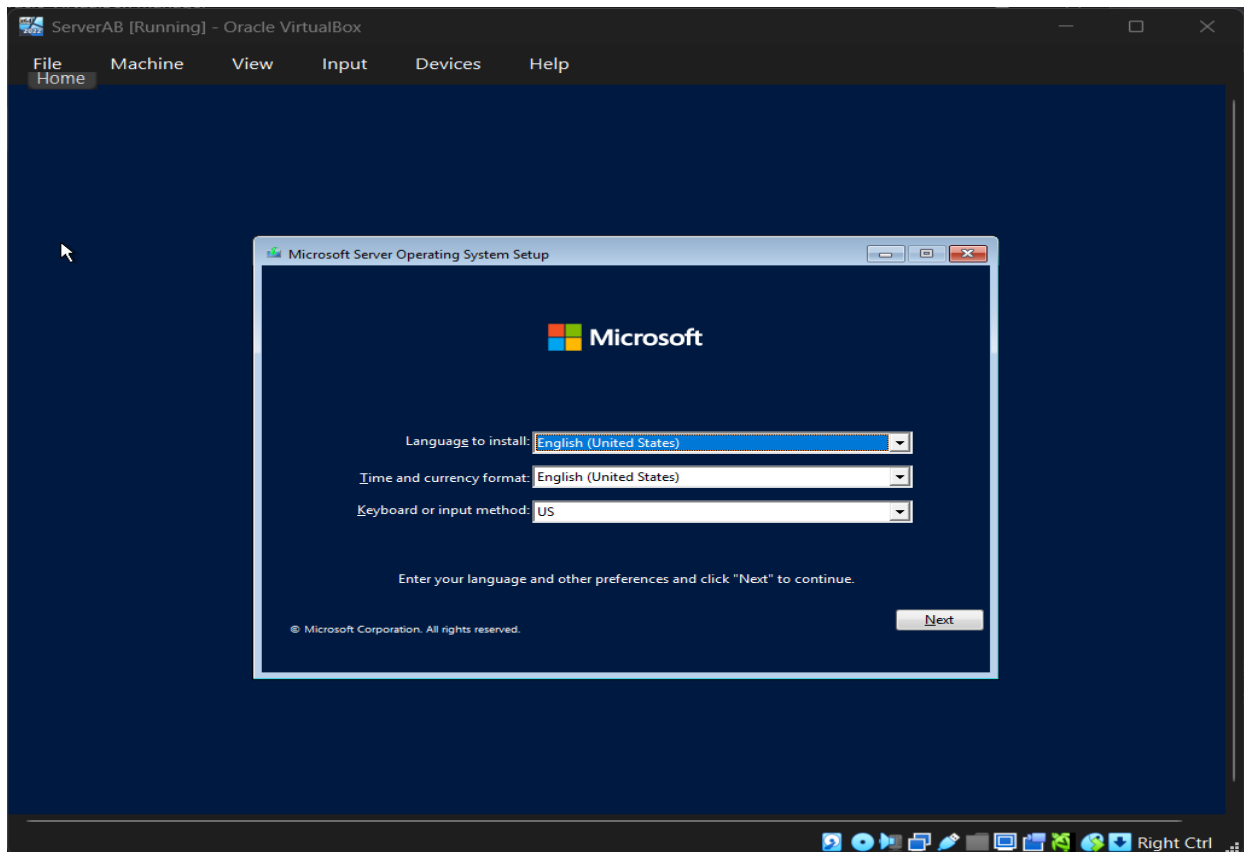 ServerAB [Running] - Oracle VirtualBox
File Machine View Input Devices Help
Home
Microsoft Server Operating System Setup
Microsoft
Language to install: English (United States)
Time and currency format: English (United States)
Keyboard or input method: US
Enter your language and other preferences and click "Next" to continue.
Next
© Microsoft Corporation. All rights reserved.
Right Ctrl